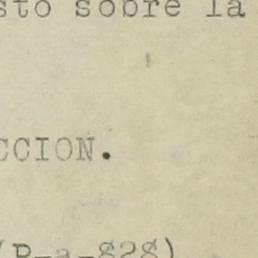 sto sobre la
CCION.
(P-a-828)